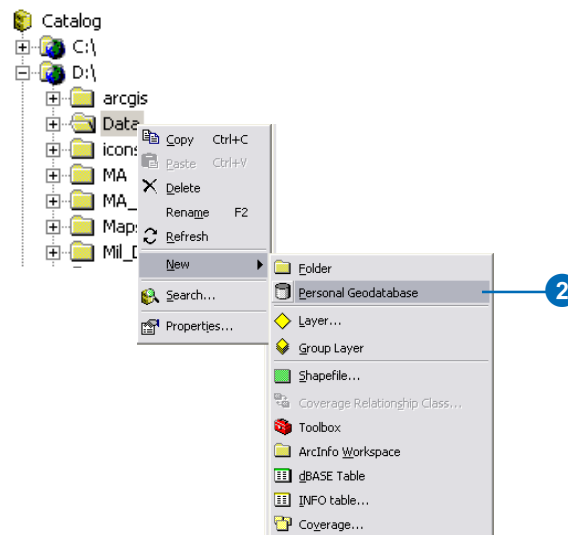 Catalog
C:\
D:\
arcgis
Data
icons
MA
MA_
Maps
Mil_D
Copy Ctrl+C
Paste Ctrl+V
Delete
Rename F2
Refresh
New
Search...
Properties...
Folder
Personal Geodatabase
2
Layer...
Group Layer
Shapefile...
Coverage Relationship Class...
Toolbox
ArcInfo Workspace
dBASE Table
INFO table...
Coverage...